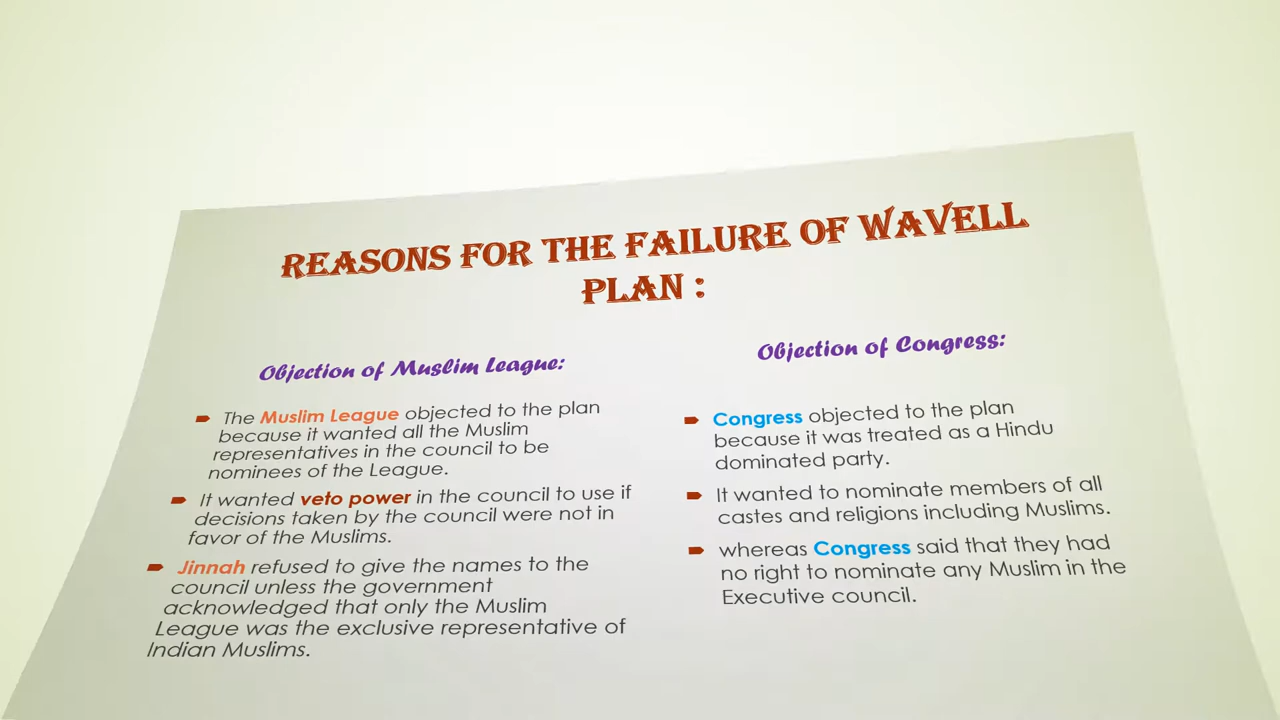 REASONS FOR THE FAILURE OF WAVELL
PLAN :
Objection of Muslim League:
The Muslim League objected to the plan
because it wanted all the Muslim
representatives in the council to be
nominees of the League.
It wanted veto power in the council to use if
decisions taken by the council were not in
favor of the Muslims.
Jinnah refused to give the names to the
council unless the government
acknowledged that only the Muslim
League was the exclusive representative of
Indian Muslims.
Objection of Congress:
Congress objected to the plan
because it was treated as a Hindu
dominated party.
It wanted to nominate members of all
castes and religions including Muslims.
whereas Congress said that they had
no right to nominate any Muslim in the
Executive council.